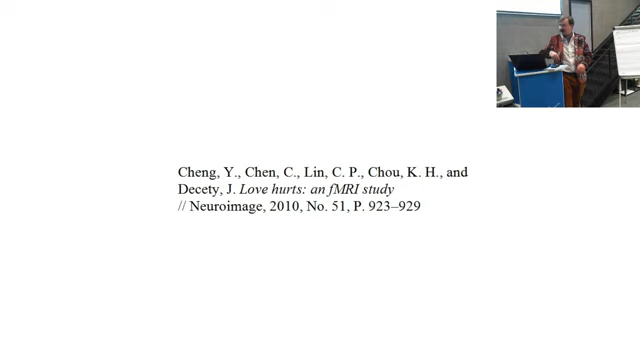 Cheng, Y., Chen, C., Lin, C. P., Chou, K. H., and
Decety, J. Love hurts: an fMRI study
// Neuroimage, 2010, No. 51, P. 923–929